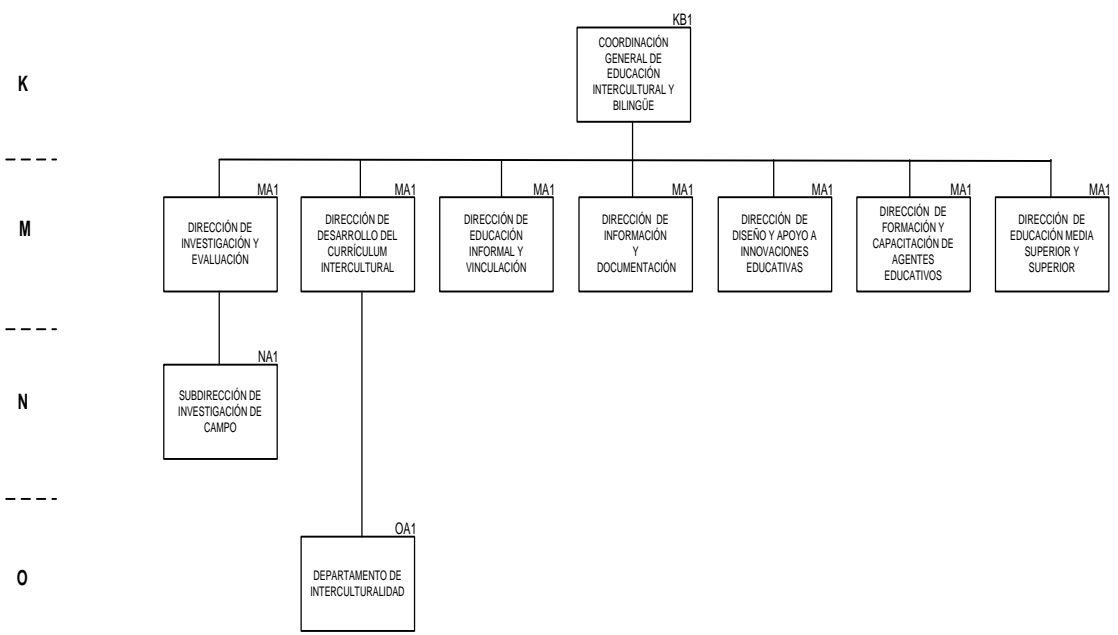 KB1
COORDINACIÓN
GENERAL DE
EDUCACIÓN
INTERCULTURAL Y
BILINGÜE
K
MA1
DIRECCIÓN DE
INVESTIGACIÓN Y
EVALUACIÓN
MA1
DIRECCIÓN DE
DESARROLLO DEL
CURRÍCULUM
INTERCULTURAL
MA1
DIRECCIÓN DE
EDUCACIÓN
INFORMAL Y
VINCULACIÓN
MA1
DIRECCIÓN DE
INFORMACIÓN
Y
DOCUMENTACIÓN
MA1
DIRECCIÓN DE
DISEÑO Y APOYO A
INNOVACIONES
EDUCATIVAS
MA1
DIRECCIÓN DE
FORMACIÓN Y
CAPACITACIÓN DE
AGENTES
EDUCATIVOS
MA1
DIRECCIÓN DE
EDUCACIÓN MEDIA
SUPERIOR Y
SUPERIOR
M
NA1
SUBDIRECCIÓN DE
INVESTIGACIÓN DE
CAMPO
N
OA1
DEPARTAMENTO DE
INTERCULTURALIDAD
O